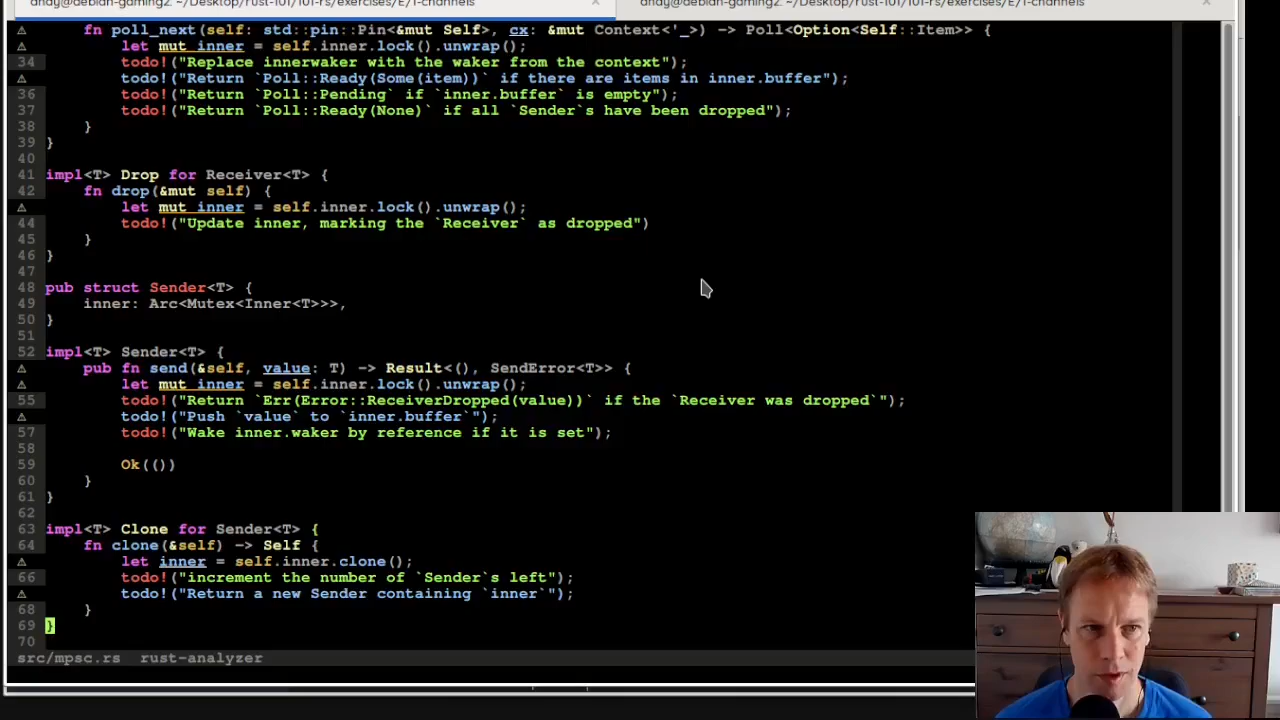 andy@debian-gaming2: ~/Desktop/rust-101/101-rs/exercises/E/1-channels
andy@debian-gaming2: ~/Desktop/rust-101/101-rs/exercises/E/1-channels
fn poll_next(self: std::pin::Pin<&mut Self>, cx: &mut Context<'_>) -> Poll<Option<Self::Item>> {
let mut inner = self.inner.lock().unwrap();
34 todo!("Replace innerwaker with the waker from the context");
todo!("Return `Poll::Ready(Some(item))` if there are items in inner.buffer");
36 todo!("Return `Poll::Pending` if `inner.buffer` is empty");
37 todo!("Return `Poll::Ready(None)` if all `Sender`s have been dropped");
38 }
39 }
40
41 impl<T> Drop for Receiver<T> {
42 fn drop(&mut self) {
let mut inner = self.inner.lock().unwrap();
44 todo!("Update inner, marking the `Receiver` as dropped")
45 }
46 }
47
48 pub struct Sender<T> {
49 inner: Arc<Mutex<Inner<T>>>,
50 }
51
52 impl<T> Sender<T> {
pub fn send(&self, value: T) -> Result<(), SendError<T>> {
let mut inner = self.inner.lock().unwrap();
55 todo!("Return `Err(Error::ReceiverDropped(value))` if the `Receiver was dropped`");
todo!("Push `value` to `inner.buffer`");
57 todo!("Wake inner.waker by reference if it is set");
58
59 Ok(())
60 }
61 }
62
63 impl<T> Clone for Sender<T> {
64 fn clone(&self) -> Self {
let inner = self.inner.clone();
66 todo!("increment the number of `Sender`s left");
todo!("Return a new Sender containing `inner`");
68 }
69 }
70
src/mpsc.rs rust-analyzer